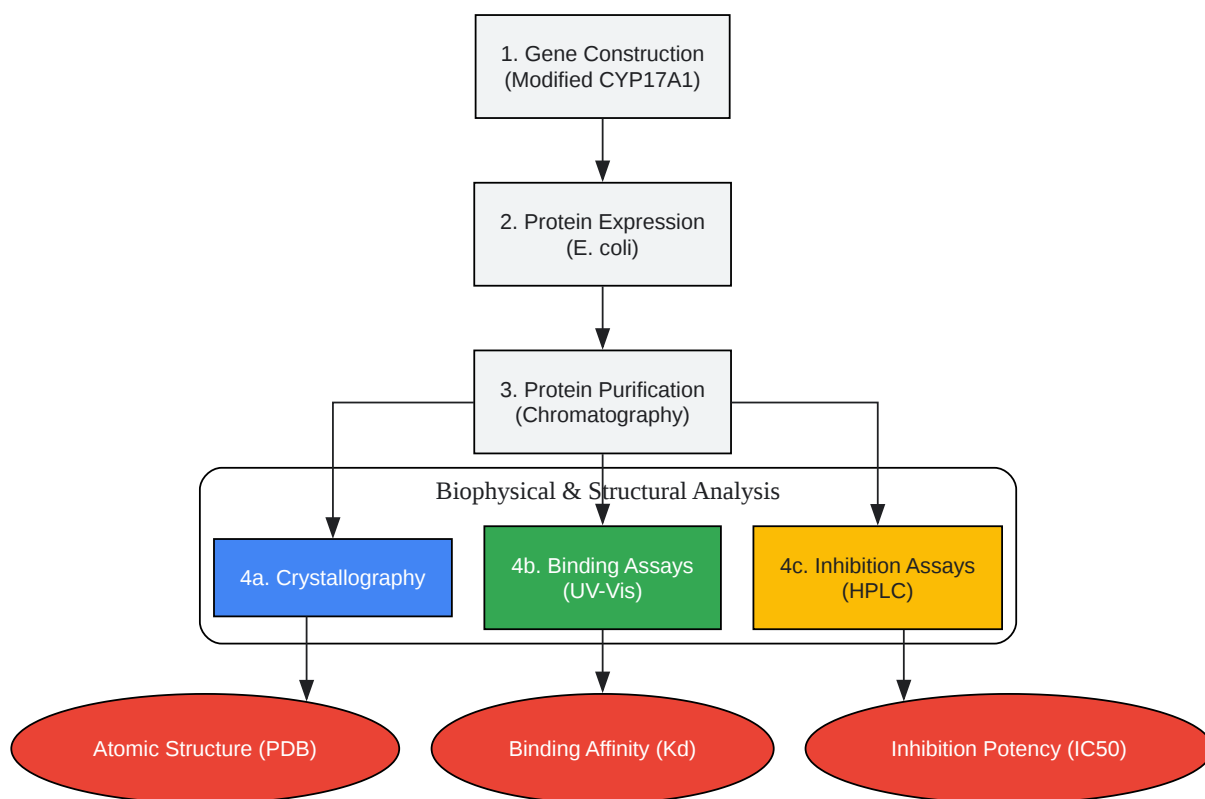 1. Gene Construction
(Modified CYP17A1)
2. Protein Expression
(E. coli)
3. Protein Purification
(Chromatography)
Biophysical & Structural Analysis
4a. Crystallography
4b. Binding Assays
(UV-Vis)
4c. Inhibition Assays
(HPLC)
Atomic Structure (PDB)
Binding Affinity (Kd)
Inhibition Potency (IC50)